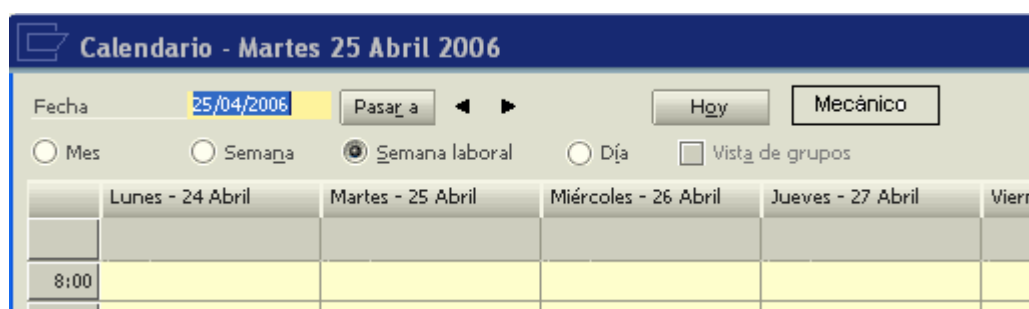 Calendario - Martes 25 Abril 2006
Fecha 25/04/2006 Pasar a Hoy Mecánico
Mes Semana Semana laboral Día Vista de grupos
Lunes - 24 Abril Martes - 25 Abril Miércoles - 26 Abril Jueves - 27 Abril
8:00